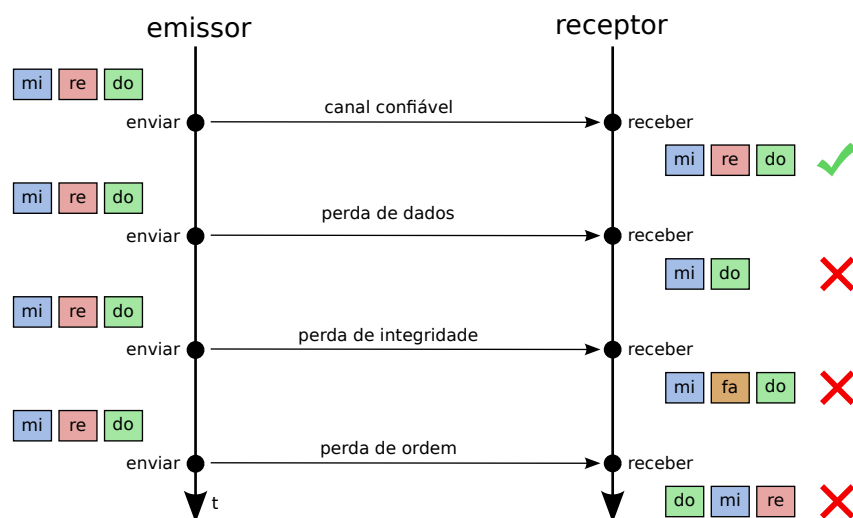 emissor receptor
mi re do
enviar canal confiável receber
mi re do
mi re do
enviar perda de dados receber
mi do
mi re do
enviar perda de integridade receber
mi fa do
mi re do
enviar perda de ordem receber
t
do mi re